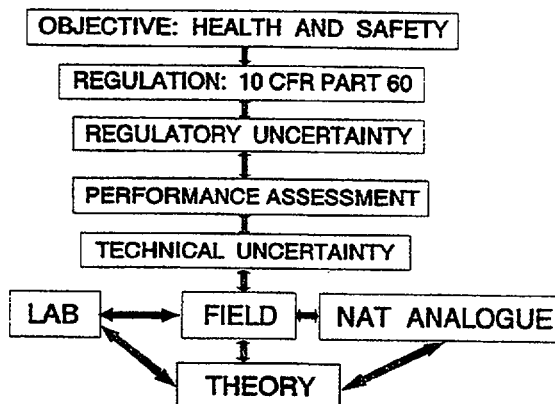 OBJECTIVE: HEALTH AND SAFETY
REGULATION: 10 CFR PART 60
REGULATORY UNCERTAINTY
PERFORMANCE ASSESSMENT
TECHNICAL UNCERTAINTY
LAB
FIELD
NAT ANALOGUE
THEORY